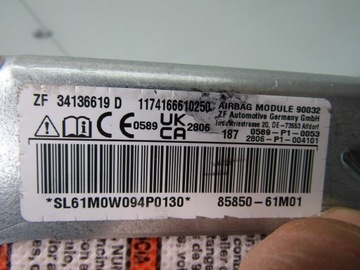 ZF 34136619 D 1174166610250 AIRBAG MODULE 90032
ZF Automotive Germany GmbH
Industriestrasse 20, DE-73553 Alfdorf
CE 0589 UK CA 2806 187 0589-P1-0053
2806-P1-004101
*SL61M0W094P0130* 85850-61M01